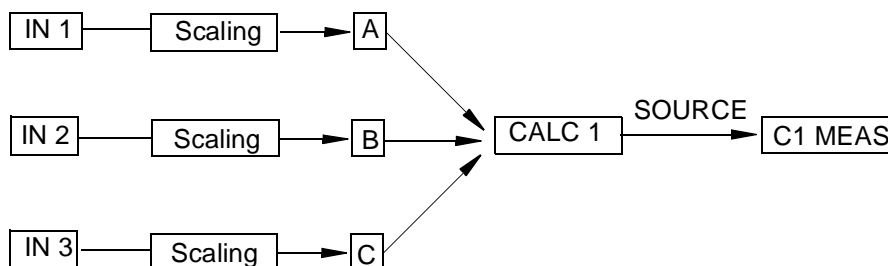 IN 1 Scaling A
SOURCE
IN 2 Scaling B CALC 1 C1 MEAS
IN 3 Scaling C